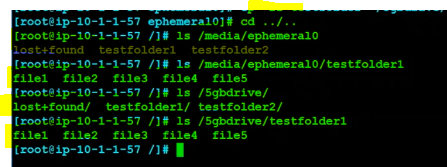 [root@ip-10-1-1-57 ephemeral0]# cd ../..
[root@ip-10-1-1-57 /]# ls /media/ephemeral0
lost+found testfolder1 testfolder2
[root@ip-10-1-1-57 /]# ls /media/ephemeral0/testfolder1
file1 file2 file3 file4 file5
[root@ip-10-1-1-57 /]# ls /5gbdrive/
lost+found/ testfolder1/ testfolder2/
[root@ip-10-1-1-57 /]# ls /5gbdrive/testfolder1
file1 file2 file3 file4 file5
[root@ip-10-1-1-57 /]#